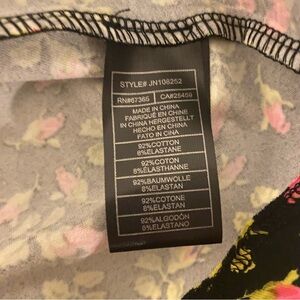 STYLE# JN108252
RN#67365 CA#25459
MADE IN CHINA
FABRIQUÉ EN CHINE
IN CHINA HERGESTELLT
HECHO EN CHINA
FATO IN CINA
92%COTTON
8%ELASTANE
92%COTON
8%ELASTHANNE
92%BAUMWOLLE
8%ELASTAN
92%COTONE
8%ELASTAN
92%ALGODÓN
8%ELASTANO